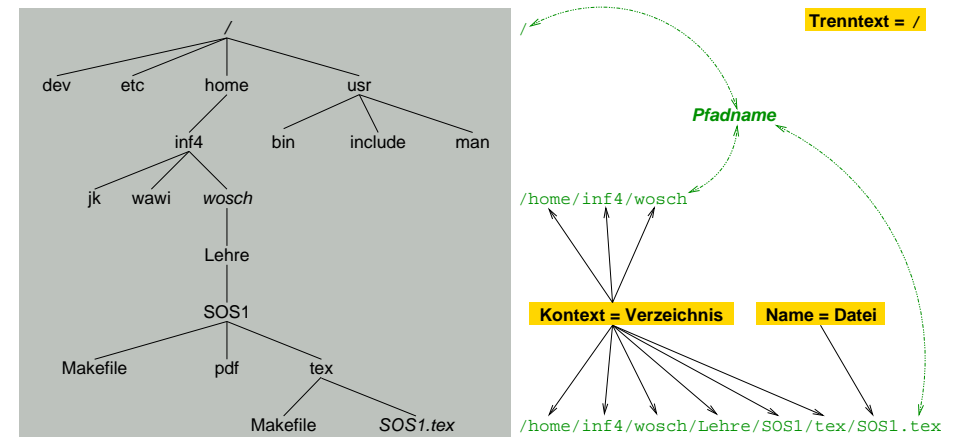 /
dev etc home usr
inf4 bin include man
jk wawi wosch
Lehre
SOS1
Makefile pdf tex
Makefile SOS1.tex
/
Trenntext = /
Pfadname
/home/inf4/wosch
Kontext = Verzeichnis
Name = Datei
/home/inf4/wosch/Lehre/SOS1/tex/SOS1.tex